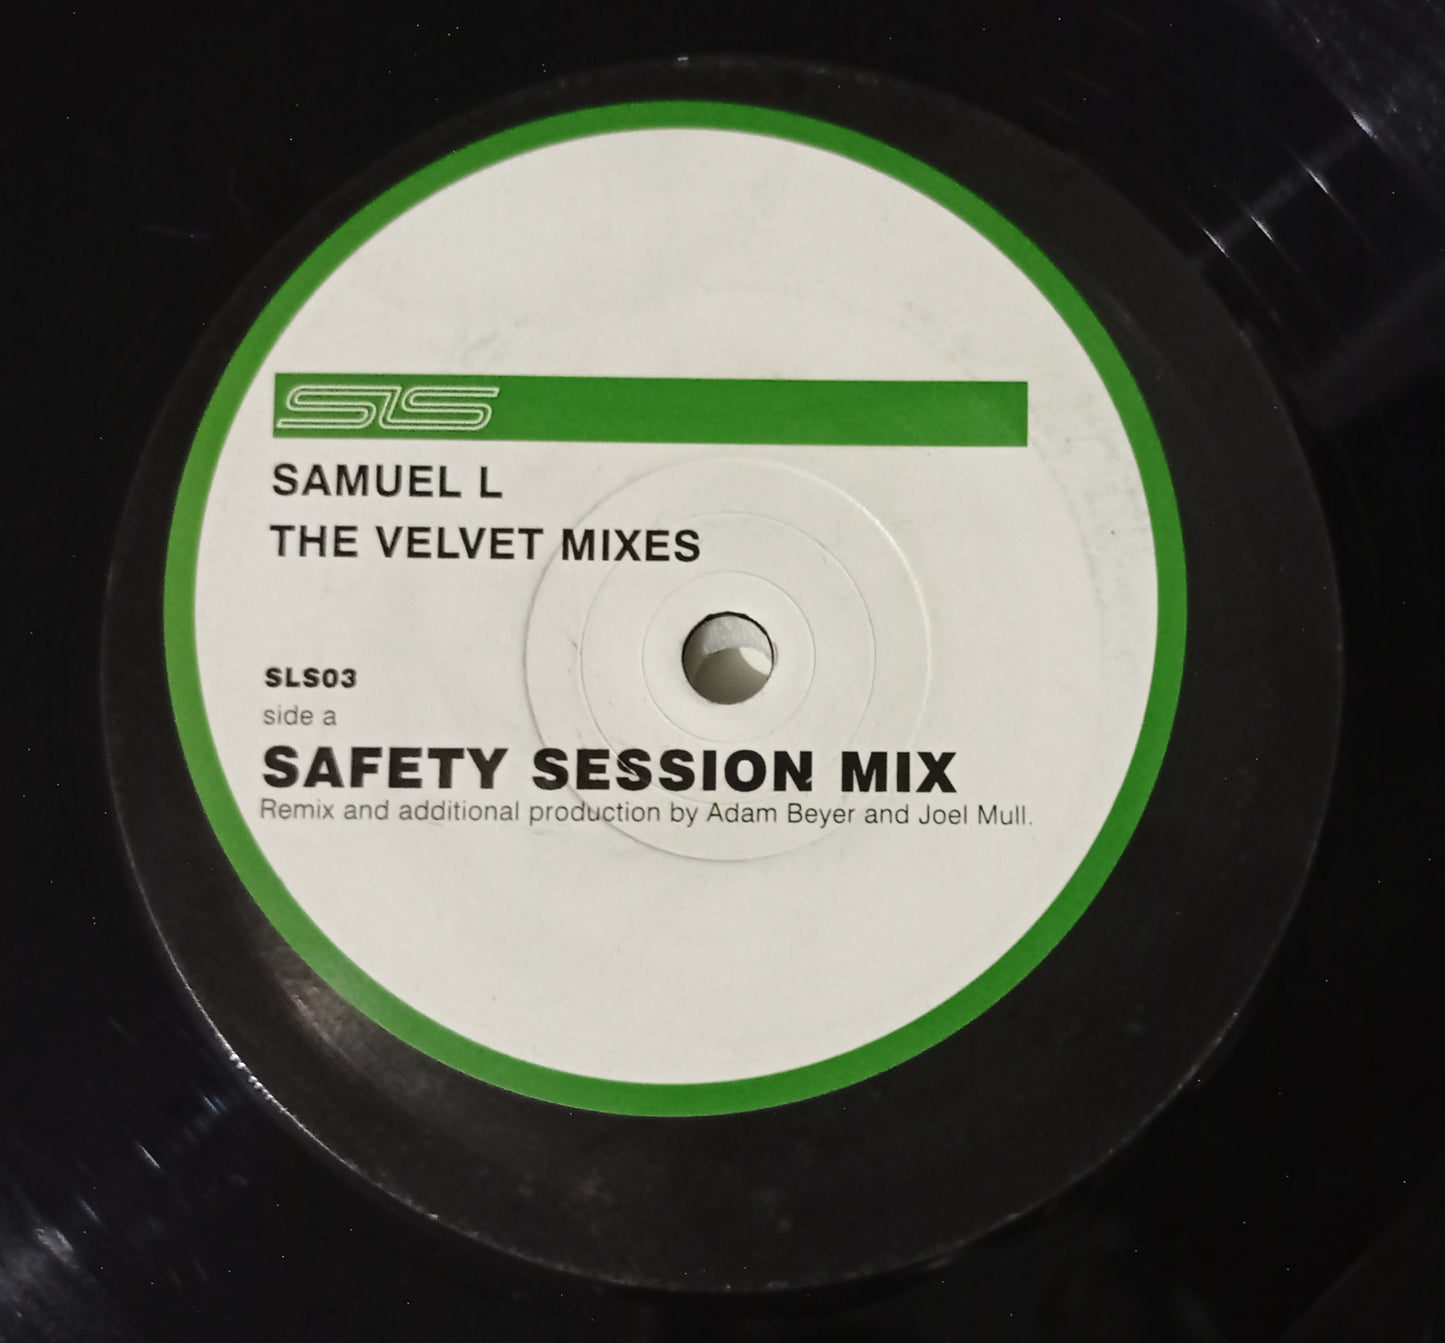 SLS
SAMUEL L
THE VELVET MIXES
SLS03
side a
SAFETY SESSION MIX
Remix and additional production by Adam Beyer and Joel Mull.